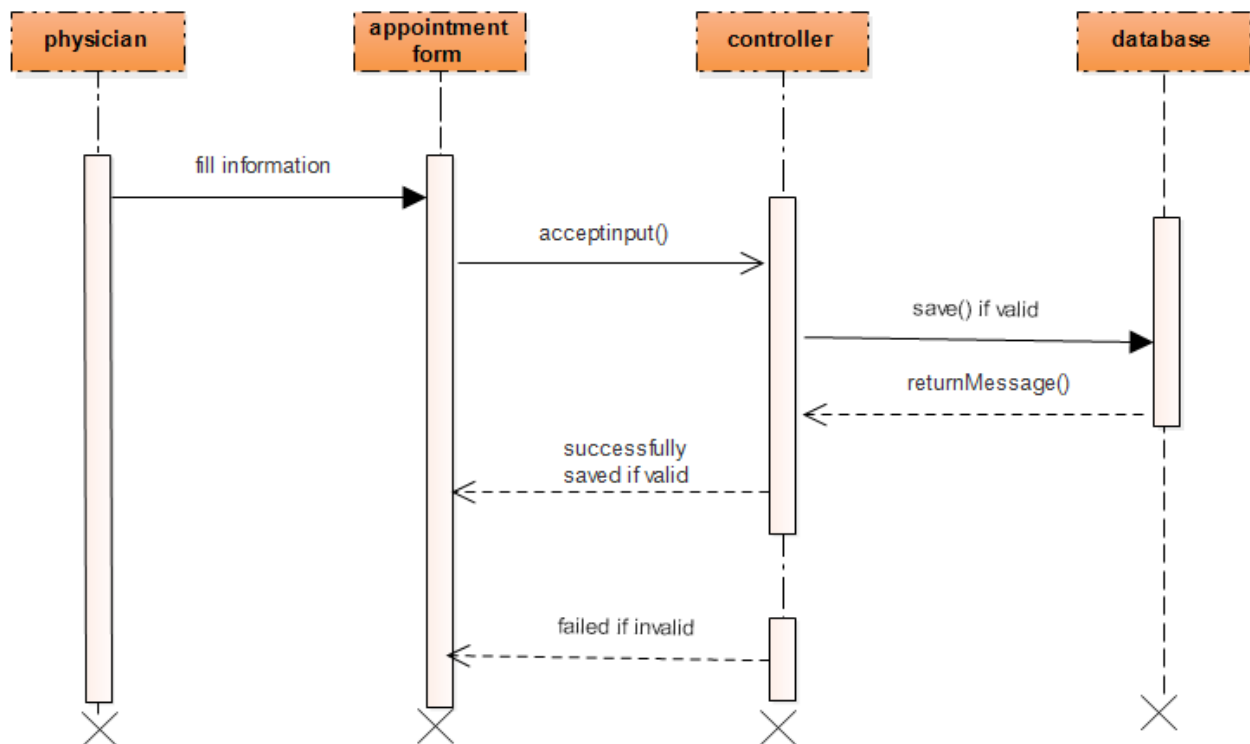 physician
appointment
form
controller
database
fill information
acceptinput()
save() if valid
returnMessage()
successfully
saved if valid
failed if invalid